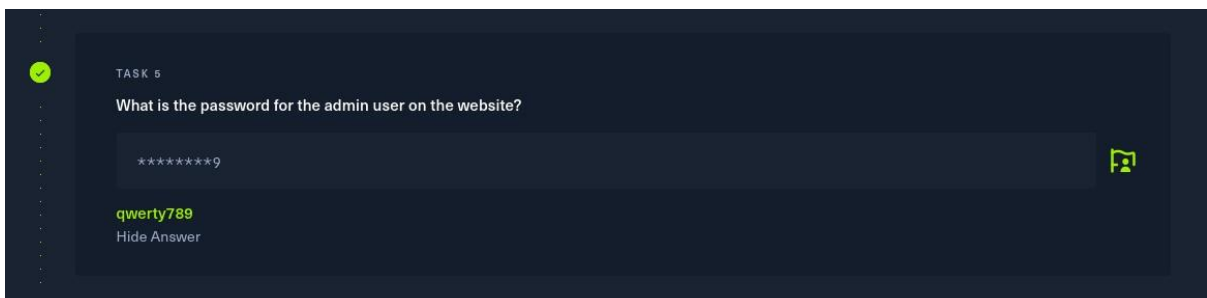 TASK 5
What is the password for the admin user on the website?
********9
qwerty789
Hide Answer